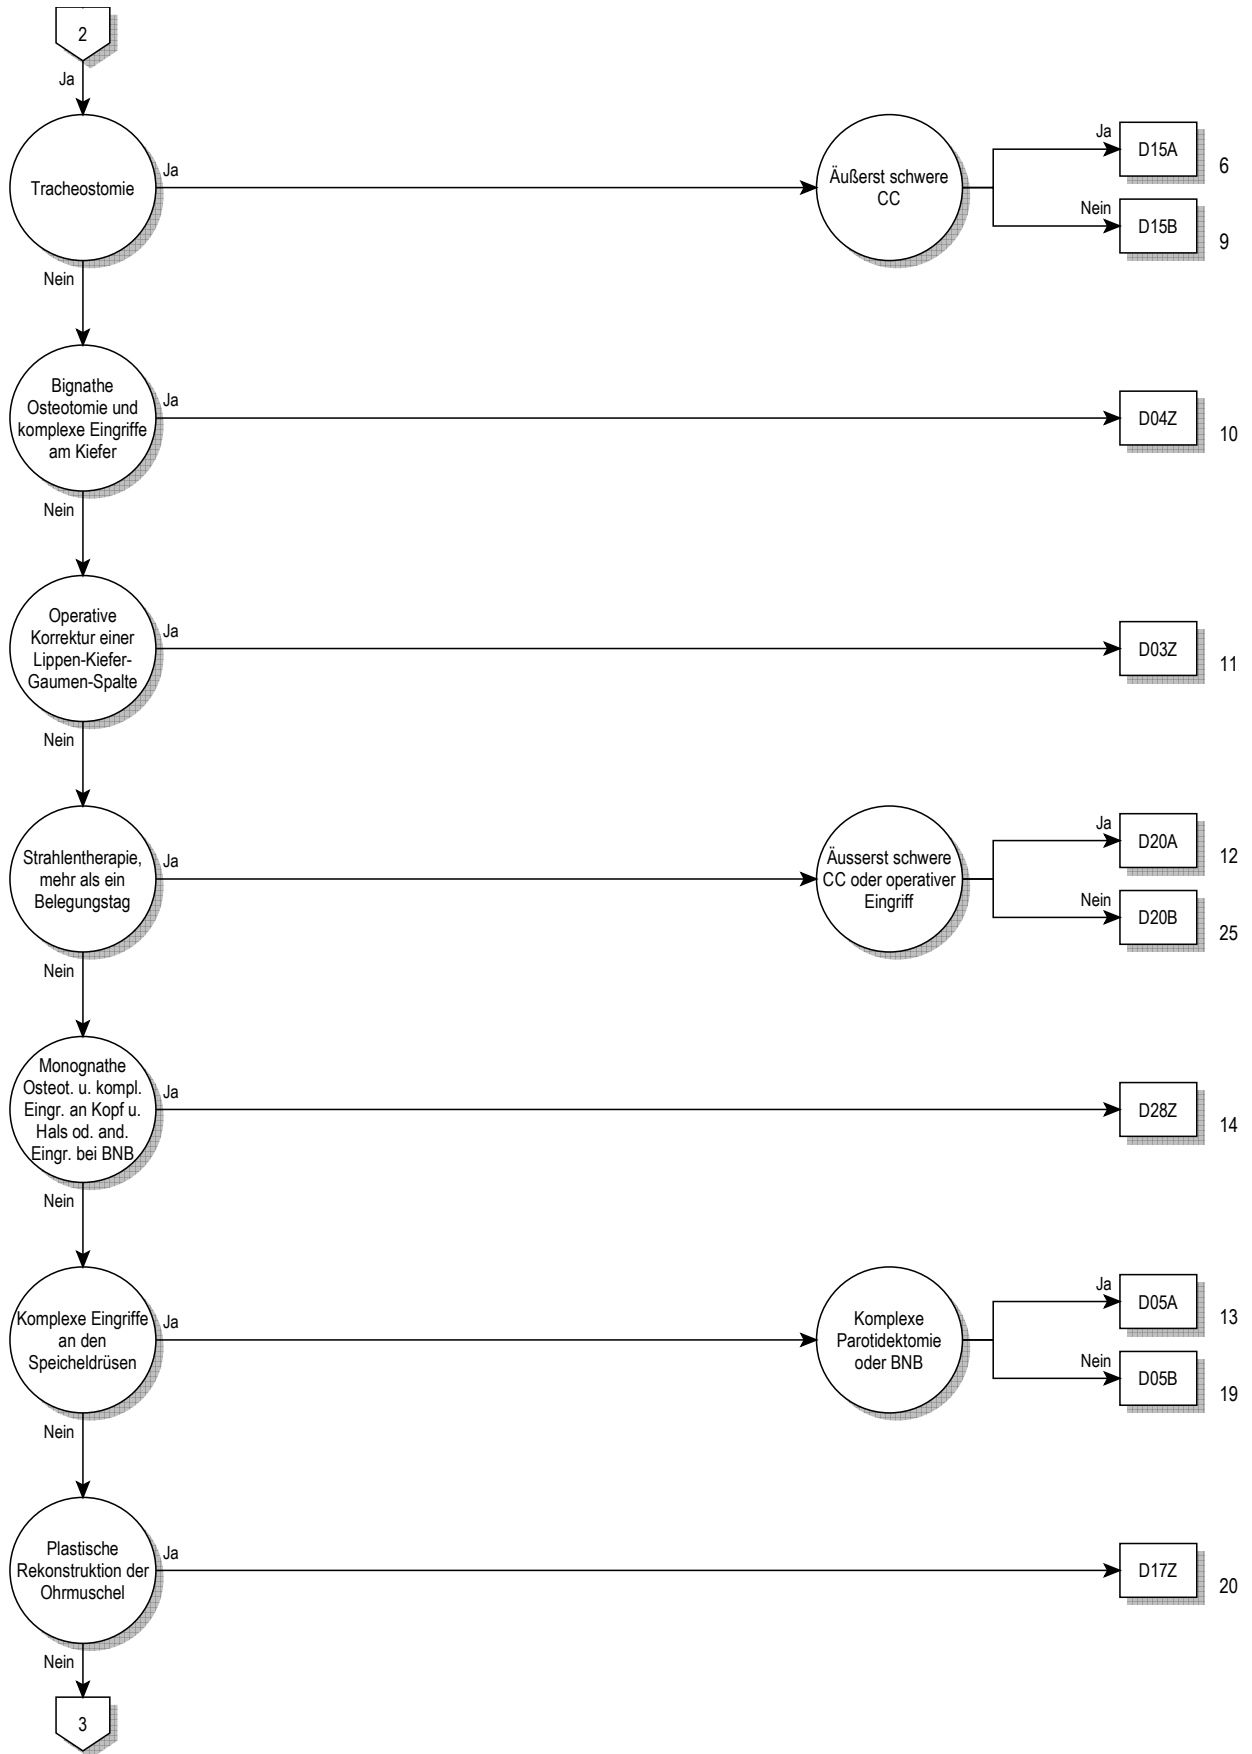 2
Ja
Tracheostomie
Ja
Äußerst schwere
CC
Ja
D15A
6
Nein
D15B
9
Nein
Bignathe
Osteotomie und
komplexe Eingriffe
am Kiefer
Ja
D04Z
10
Nein
Operative
Korrektur einer
Lippen-Kiefer-
Gaumen-Spalte
Ja
D03Z
11
Nein
Strahlentherapie,
mehr als ein
Belegungstag
Ja
Äusserst schwere
CC oder operativer
Eingriff
Ja
D20A
12
Nein
D20B
25
Nein
Monognathe
Osteot. u. kompl.
Eingr. an Kopf u.
Hals od. and.
Eingr. bei BNB
Ja
D28Z
14
Nein
Komplexe Eingriffe
an den
Speicheldrüsen
Ja
Komplexe
Parotidektomie
oder BNB
Ja
D05A
13
Nein
D05B
19
Nein
Plastische
Rekonstruktion der
Ohrmuschel
Ja
D17Z
20
Nein
3